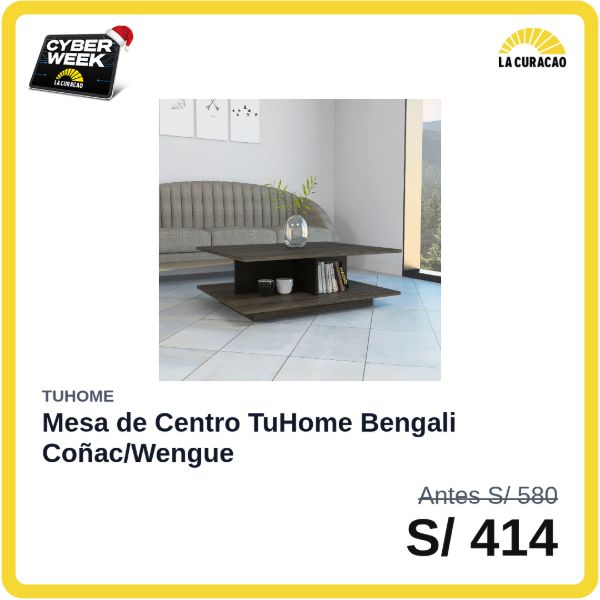 CYBER
WEEK
LA CURACAO
LA CURACAO
TUHOME
Mesa de Centro TuHome Bengali
Coñac/Wengue
Antes S/ 580
S/ 414